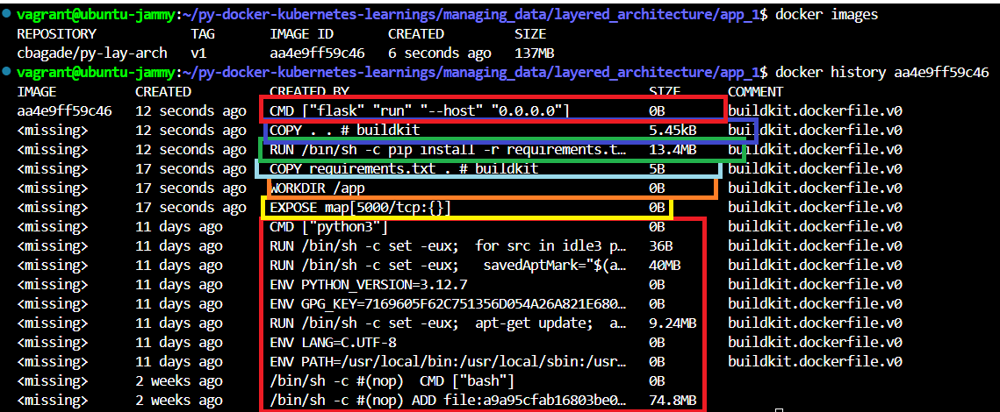 vagrant@ubuntu-jammy:~/py-docker-kubernetes-learnings/managing_data/layered_architecture/app_1$ docker images
REPOSITORY TAG IMAGE ID CREATED SIZE
cbagade/py-lay-arch v1 aa4e9ff59c46 6 seconds ago 137MB
vagrant@ubuntu-jammy:~/py-docker-kubernetes-learnings/managing_data/layered_architecture/app_1$ docker history aa4e9ff59c46
IMAGE CREATED CREATED BY SIZE COMMENT
aa4e9ff59c46 12 seconds ago CMD ["flask" "run" "--host" "0.0.0.0"] 0B buildkit.dockerfile.v0
<missing> 12 seconds ago COPY . . # buildkit 5.45kB buildkit.dockerfile.v0
<missing> 12 seconds ago RUN /bin/sh -c pip install -r requirements.t… 13.4MB buildkit.dockerfile.v0
<missing> 17 seconds ago COPY requirements.txt . # buildkit 5B buildkit.dockerfile.v0
<missing> 17 seconds ago WORKDIR /app 0B buildkit.dockerfile.v0
<missing> 17 seconds ago EXPOSE map[5000/tcp:{}] 0B buildkit.dockerfile.v0
<missing> 11 days ago CMD ["python3"] 0B buildkit.dockerfile.v0
<missing> 11 days ago RUN /bin/sh -c set -eux; for src in idle3 p… 36B buildkit.dockerfile.v0
<missing> 11 days ago RUN /bin/sh -c set -eux; savedAptMark="$(a… 40MB buildkit.dockerfile.v0
<missing> 11 days ago ENV PYTHON_VERSION=3.12.7 0B buildkit.dockerfile.v0
<missing> 11 days ago ENV GPG_KEY=7169605F62C751356D054A26A821E680… 0B buildkit.dockerfile.v0
<missing> 11 days ago RUN /bin/sh -c set -eux; apt-get update; a… 9.24MB buildkit.dockerfile.v0
<missing> 11 days ago ENV LANG=C.UTF-8 0B buildkit.dockerfile.v0
<missing> 11 days ago ENV PATH=/usr/local/bin:/usr/local/sbin:/usr… 0B buildkit.dockerfile.v0
<missing> 2 weeks ago /bin/sh -c #(nop) CMD ["bash"] 0B
<missing> 2 weeks ago /bin/sh -c #(nop) ADD file:a9a95cfab16803be0… 74.8MB